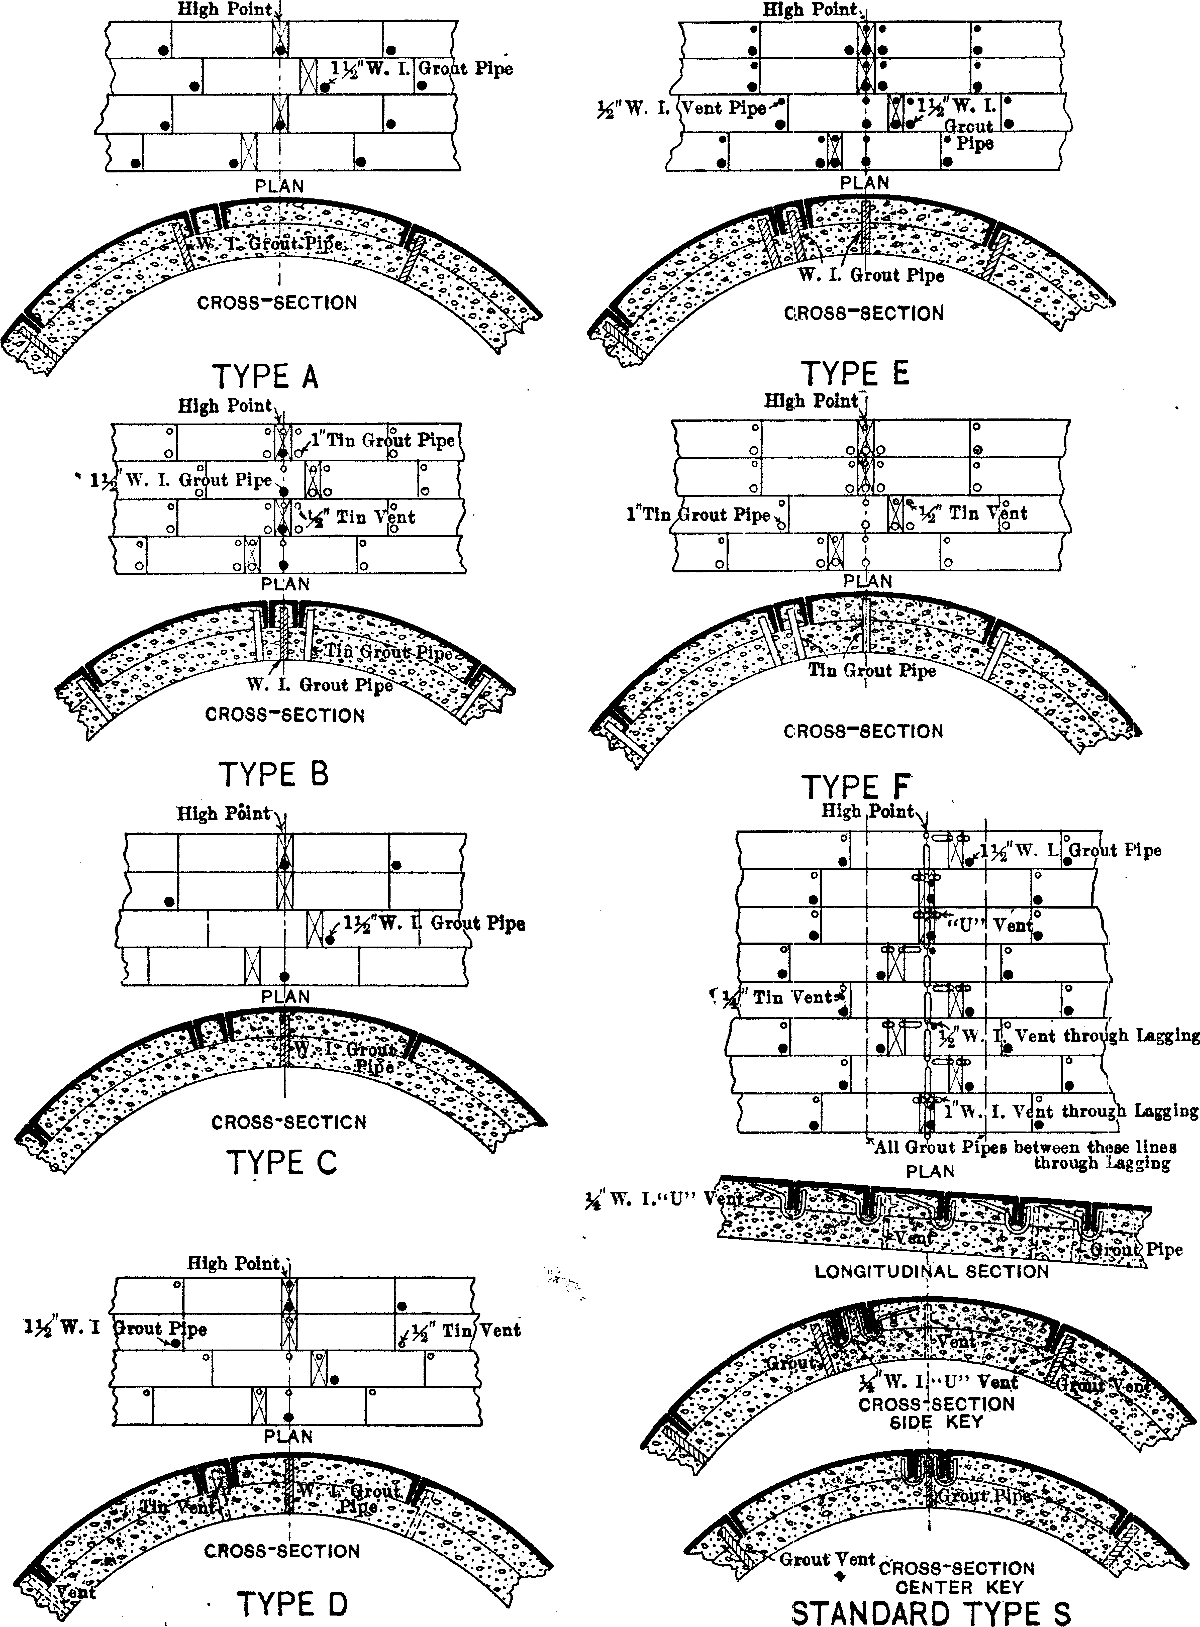 High Point
1½" W. I. Grout Pipe
PLAN
W. I. Grout Pipe
CROSS-SECTION
TYPE A
High Point
1" Tin Grout Pipe
1½" W. I. Grout Pipe
½" Tin Vent
PLAN
Tin Grout Pipe
W. I. Grout Pipe
CROSS-SECTION
TYPE B
High Point
1½" W. I. Grout Pipe
PLAN
W. I. Grout
Pipe
CROSS-SECTION
TYPE C
High Point
1½" W. I Grout Pipe
½" Tin Vent
PLAN
Tin Vent
W. I. Grout
Pipe
Vent
CROSS-SECTION
TYPE D
High Point
½" W. I. Vent Pipe
1½" W. I.
Grout
Pipe
PLAN
W. I. Grout Pipe
CROSS-SECTION
TYPE E
High Point
1" Tin Grout Pipe
½" Tin Vent
PLAN
Tin Grout Pipe
CROSS-SECTION
TYPE F
High Point
1½" W. I. Grout Pipe
"U" Vent
Tin Vent
½" W. I. Vent through Lagging
1" W. I. Vent through Lagging
All Grout Pipes between these lines
through Lagging
PLAN
W. I. "U" Vent
Vent
Grout Pipe
LONGITUDINAL SECTION
Vent
Grout
W. I. "U" Vent
Grout Vent
CROSS-SECTION
SIDE KEY
Grout Pipe
Grout Vent
CROSS-SECTION
CENTER KEY
STANDARD TYPE S